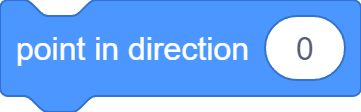 point in direction 0